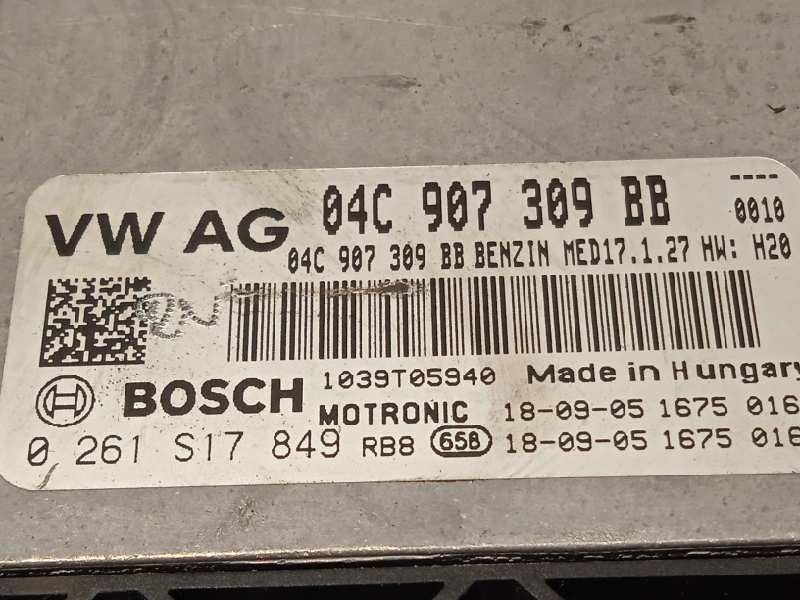 VW AG 04C 907 309 BB ----
0010
04C 907 309 BB BENZIN MED17.1.27 HW: H20
1039T05940 Made in Hungary
BOSCH MOTRONIC 18-09-05 1675 016
0 261 S17 849 RB8 658 18-09-05 1675 016